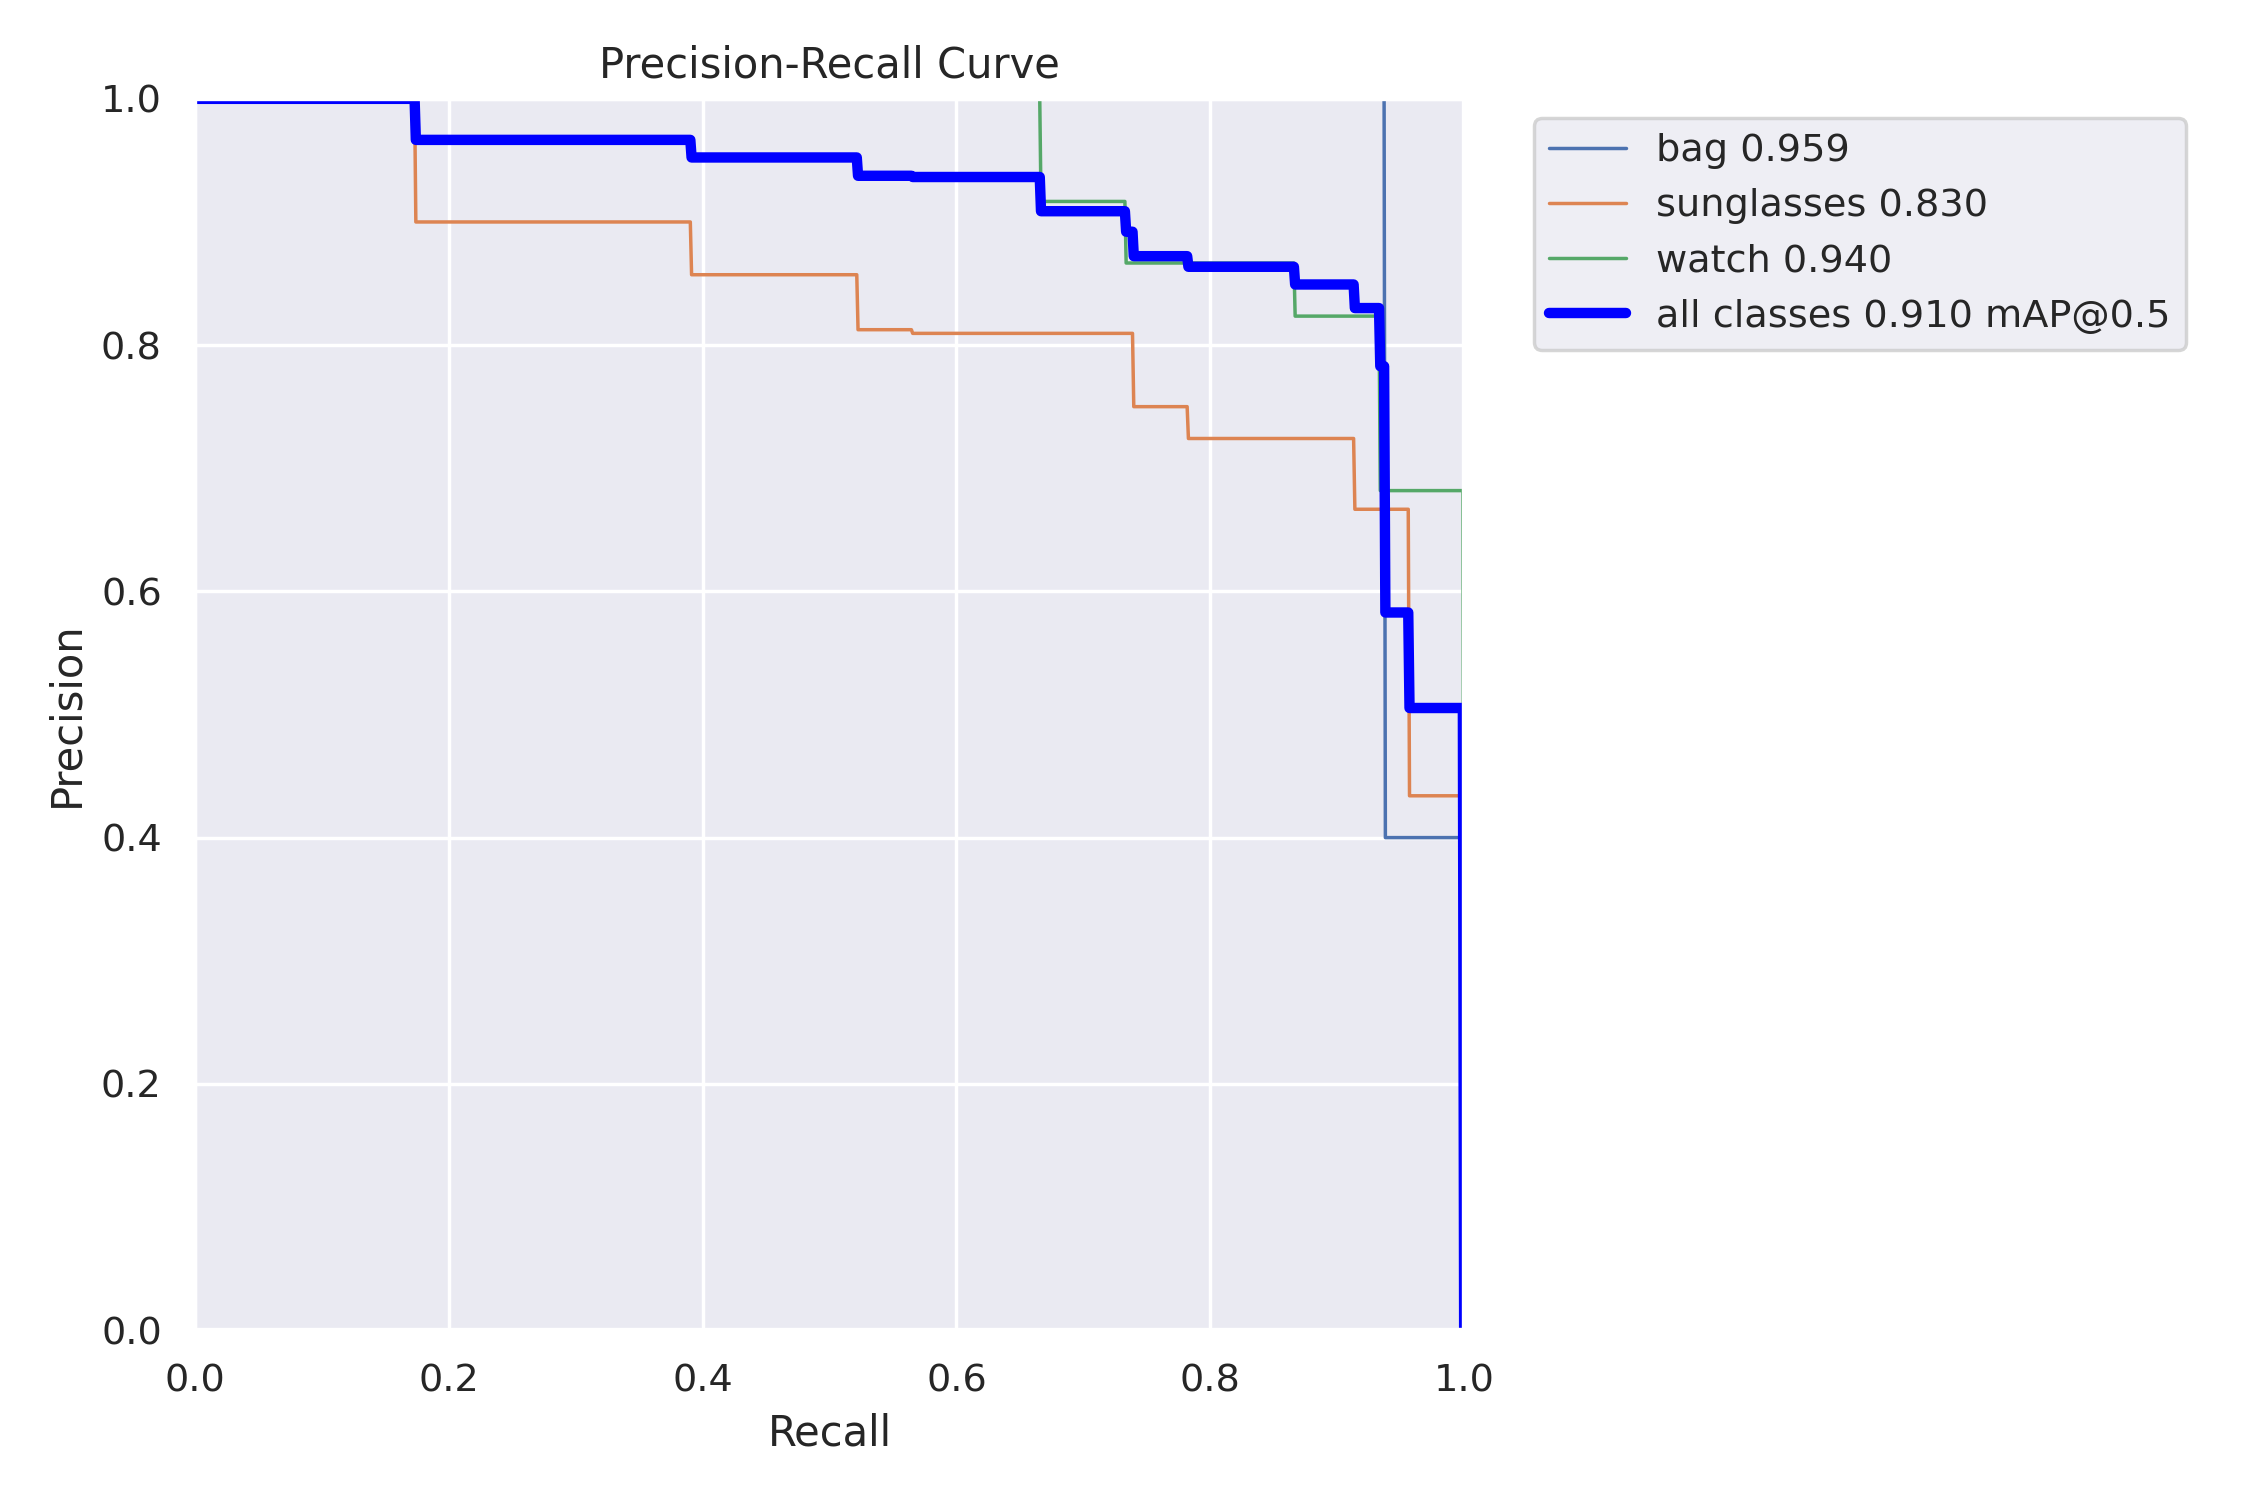 Precision-Recall Curve
1.0
0.8
0.6
0.4
0.2
0.0
Precision
0.0 0.2 0.4 0.6 0.8 1.0
Recall
bag 0.959
sunglasses 0.830
watch 0.940
all classes 0.910 mAP@0.5